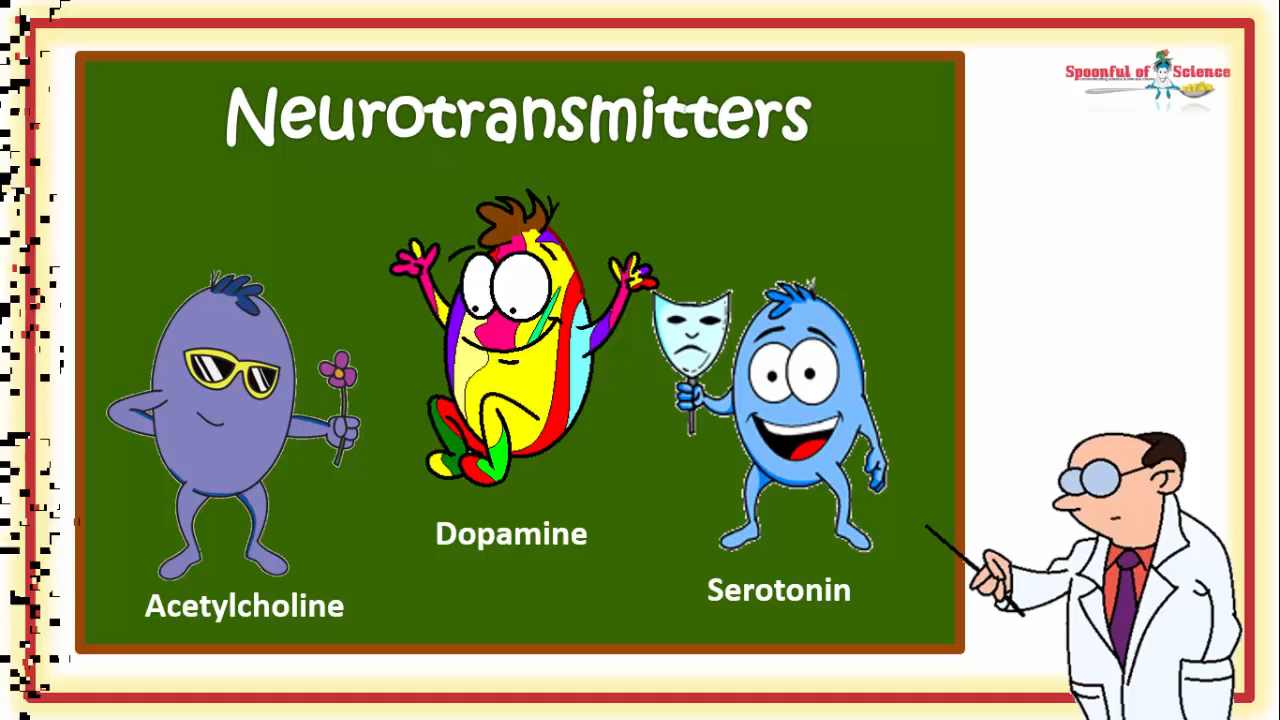 Neurotransmitters
Spoonful of Science
Dopamine
Serotonin
Acetylcholine